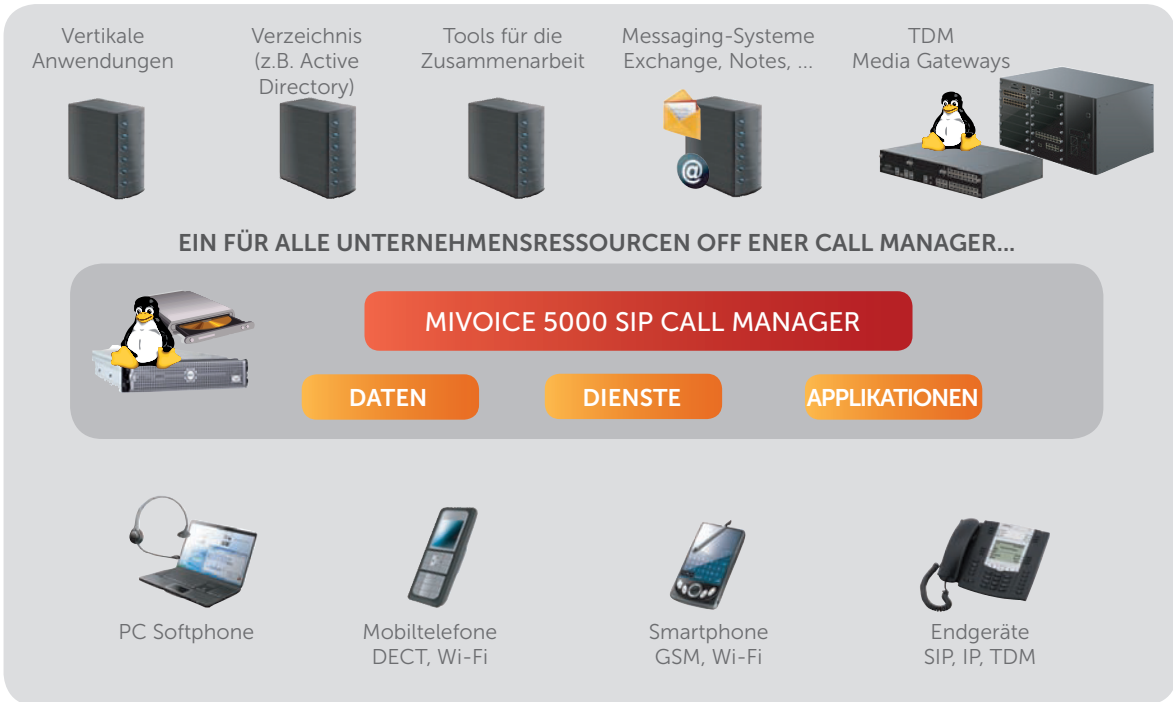 Vertikale
Anwendungen
Verzeichnis
(z.B. Active
Directory)
Tools für die
Zusammenarbeit
Messaging-Systeme
Exchange, Notes, ...
TDM
Media Gateways
@
EIN FÜR ALLE UNTERNEHMENSRESSOURCEN OFF ENER CALL MANAGER...
MIVOICE 5000 SIP CALL MANAGER
DATEN
DIENSTE
APPLIKATIONEN
PC Softphone
Mobiltelefone
DECT, Wi-Fi
Smartphone
GSM, Wi-Fi
Endgeräte
SIP, IP, TDM